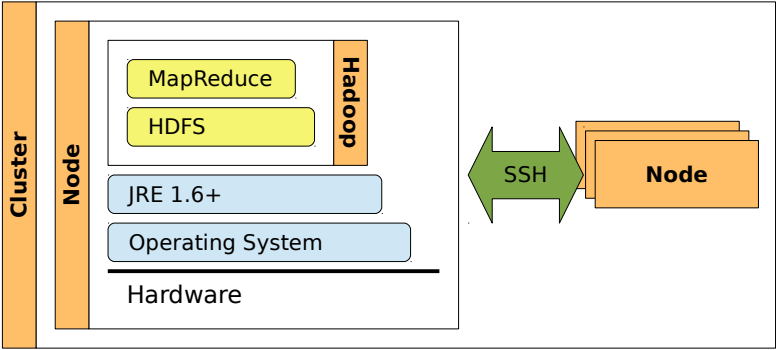 Cluster
Node
MapReduce
HDFS
Hadoop
JRE 1.6+
Operating System
Hardware
SSH
Node